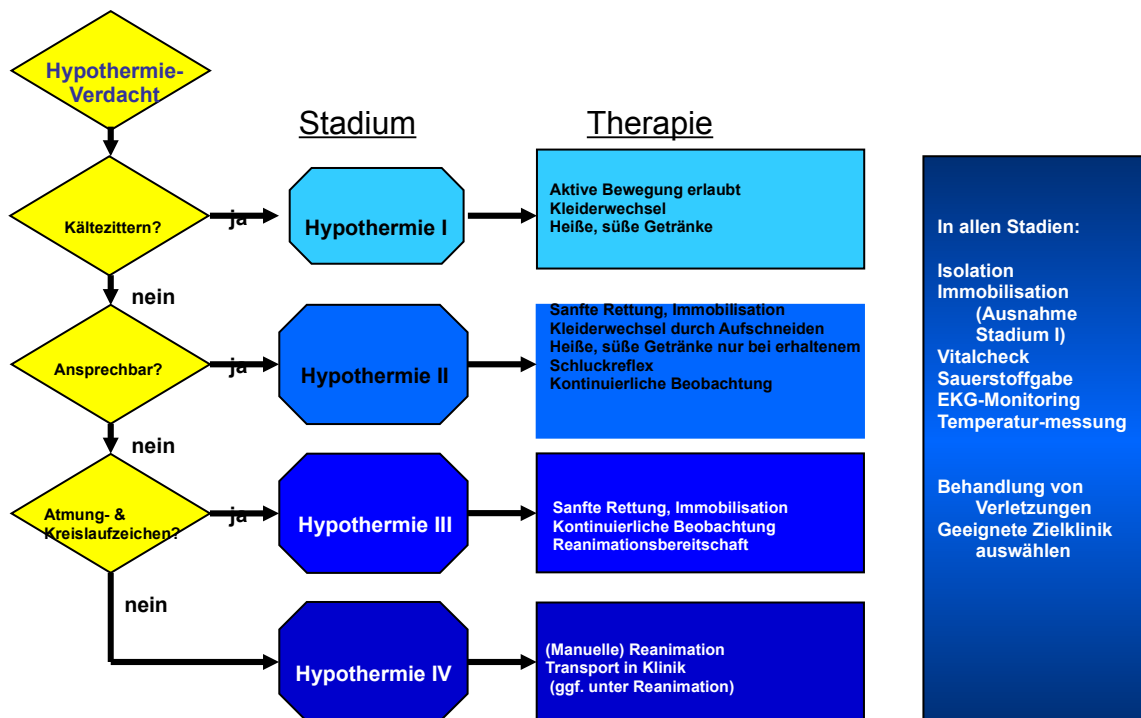 Hypothermie-
Verdacht
Stadium
Therapie
Kältezittern?
ja
Hypothermie I
Aktive Bewegung erlaubt
Kleiderwechsel
Heiße, süße Getränke
nein
Ansprechbar?
ja
Hypothermie II
Sanfte Rettung, Immobilisation
Kleiderwechsel durch Aufschneiden
Heiße, süße Getränke nur bei erhaltenem
Schluckreflex
Kontinuierliche Beobachtung
nein
Atmung- &
Kreislaufzeichen?
ja
Hypothermie III
Sanfte Rettung, Immobilisation
Kontinuierliche Beobachtung
Reanimationsbereitschaft
nein
Hypothermie IV
(Manuelle) Reanimation
Transport in Klinik
(ggf. unter Reanimation)
In allen Stadien:
Isolation
Immobilisation
(Ausnahme
Stadium I)
Vitalcheck
Sauerstoffgabe
EKG-Monitoring
Temperatur-messung
Behandlung von
Verletzungen
Geeignete Zielklinik
auswählen